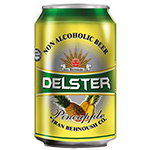 NON ALCOHOLIC BEER
DELSTER
Pineapple
IRAN BEHNOUSH CO.